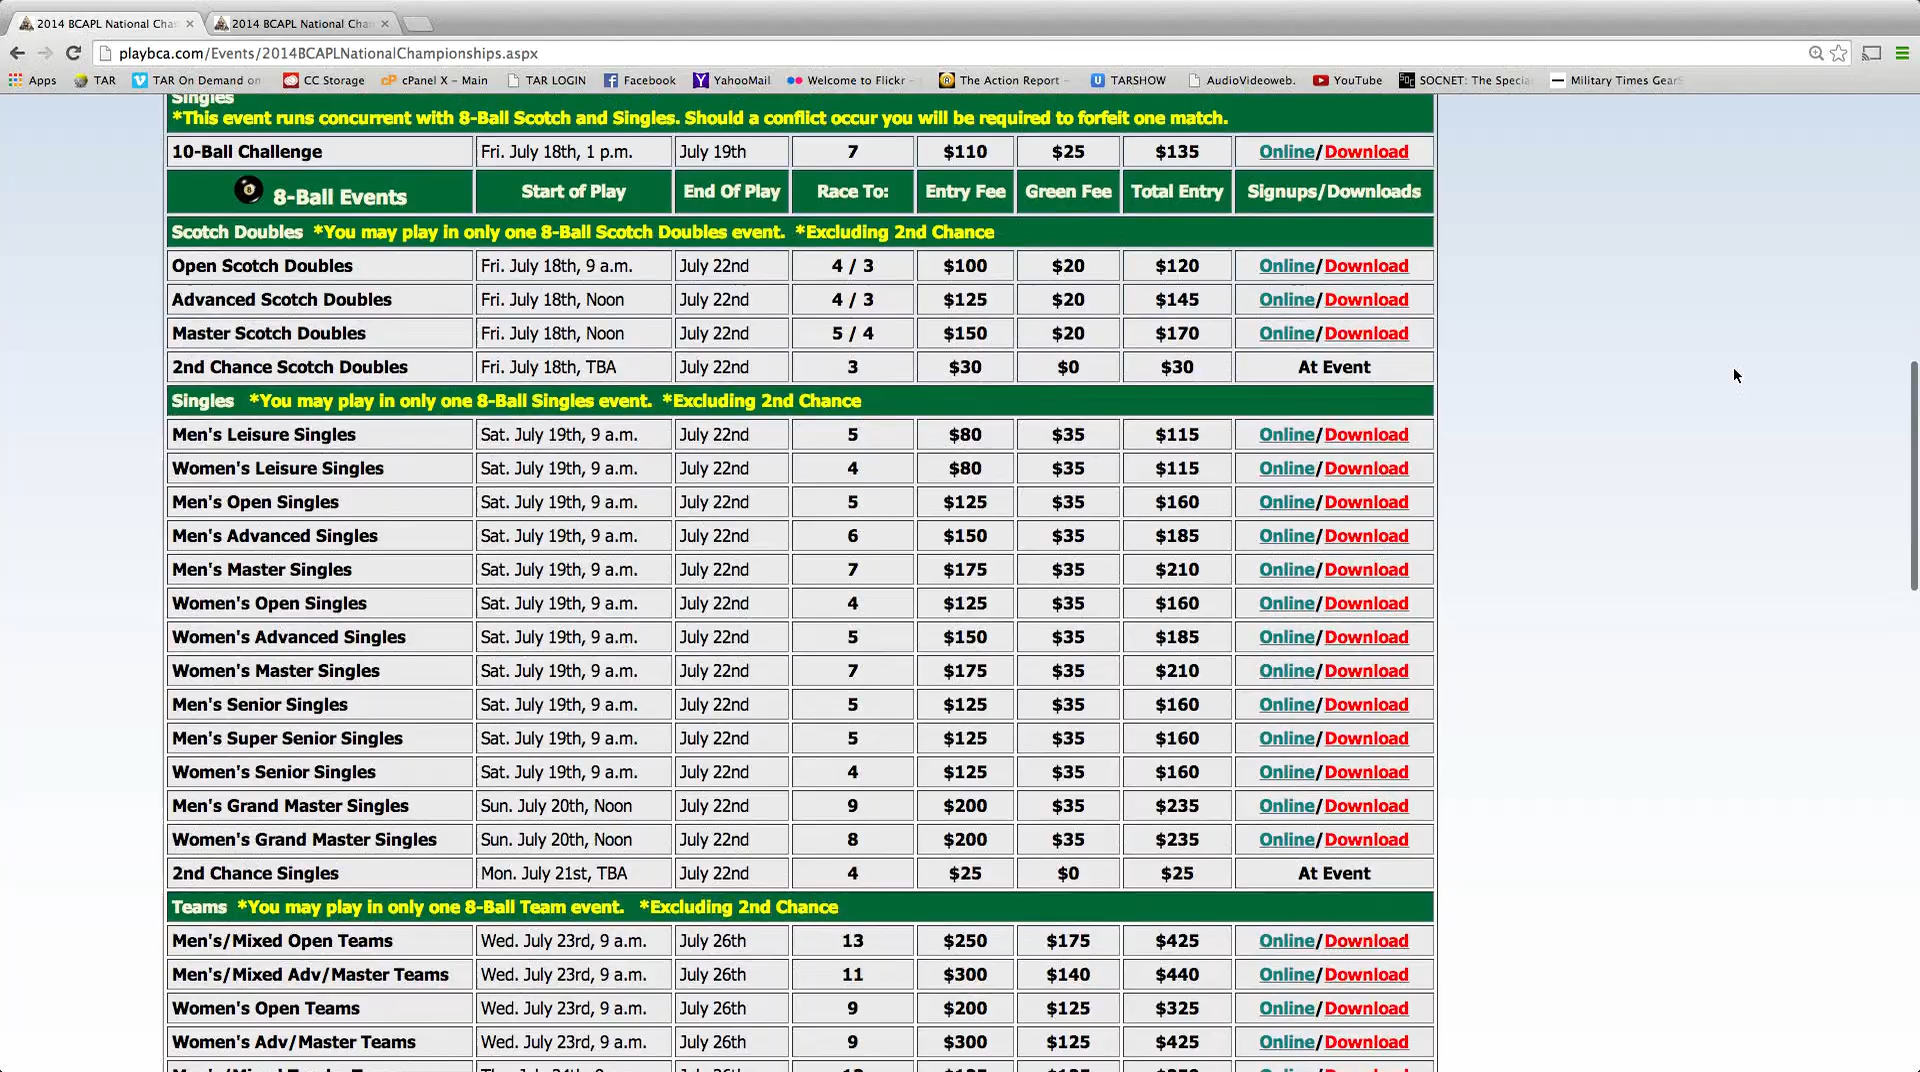 2014 BCAPL National Cha
2014 BCAPL National Cha
playbca.com/Events/2014BCAPLNationalChampionships.aspx
Apps TAR TAR On Demand on CC Storage cPanel X – Main TAR LOGIN Facebook YahooMail Welcome to Flickr – The Action Report – TARSHOW AudioVideoweb. YouTube SOCNET: The Specia Military Times Gear
Singles
*This event runs concurrent with 8-Ball Scotch and Singles. Should a conflict occur you will be required to forfeit one match.
10-Ball Challenge Fri. July 18th, 1 p.m. July 19th 7 $110 $25 $135 Online/Download
8-Ball Events Start of Play End Of Play Race To: Entry Fee Green Fee Total Entry Signups/Downloads
Scotch Doubles *You may play in only one 8-Ball Scotch Doubles event. *Excluding 2nd Chance
Open Scotch Doubles Fri. July 18th, 9 a.m. July 22nd 4 / 3 $100 $20 $120 Online/Download
Advanced Scotch Doubles Fri. July 18th, Noon July 22nd 4 / 3 $125 $20 $145 Online/Download
Master Scotch Doubles Fri. July 18th, Noon July 22nd 5 / 4 $150 $20 $170 Online/Download
2nd Chance Scotch Doubles Fri. July 18th, TBA July 22nd 3 $30 $0 $30 At Event
Singles *You may play in only one 8-Ball Singles event. *Excluding 2nd Chance
Men's Leisure Singles Sat. July 19th, 9 a.m. July 22nd 5 $80 $35 $115 Online/Download
Women's Leisure Singles Sat. July 19th, 9 a.m. July 22nd 4 $80 $35 $115 Online/Download
Men's Open Singles Sat. July 19th, 9 a.m. July 22nd 5 $125 $35 $160 Online/Download
Men's Advanced Singles Sat. July 19th, 9 a.m. July 22nd 6 $150 $35 $185 Online/Download
Men's Master Singles Sat. July 19th, 9 a.m. July 22nd 7 $175 $35 $210 Online/Download
Women's Open Singles Sat. July 19th, 9 a.m. July 22nd 4 $125 $35 $160 Online/Download
Women's Advanced Singles Sat. July 19th, 9 a.m. July 22nd 5 $150 $35 $185 Online/Download
Women's Master Singles Sat. July 19th, 9 a.m. July 22nd 7 $175 $35 $210 Online/Download
Men's Senior Singles Sat. July 19th, 9 a.m. July 22nd 5 $125 $35 $160 Online/Download
Men's Super Senior Singles Sat. July 19th, 9 a.m. July 22nd 5 $125 $35 $160 Online/Download
Women's Senior Singles Sat. July 19th, 9 a.m. July 22nd 4 $125 $35 $160 Online/Download
Men's Grand Master Singles Sun. July 20th, Noon July 22nd 9 $200 $35 $235 Online/Download
Women's Grand Master Singles Sun. July 20th, Noon July 22nd 8 $200 $35 $235 Online/Download
2nd Chance Singles Mon. July 21st, TBA July 22nd 4 $25 $0 $25 At Event
Teams *You may play in only one 8-Ball Team event. *Excluding 2nd Chance
Men's/Mixed Open Teams Wed. July 23rd, 9 a.m. July 26th 13 $250 $175 $425 Online/Download
Men's/Mixed Adv/Master Teams Wed. July 23rd, 9 a.m. July 26th 11 $300 $140 $440 Online/Download
Women's Open Teams Wed. July 23rd, 9 a.m. July 26th 9 $200 $125 $325 Online/Download
Women's Adv/Master Teams Wed. July 23rd, 9 a.m. July 26th 9 $300 $125 $425 Online/Download